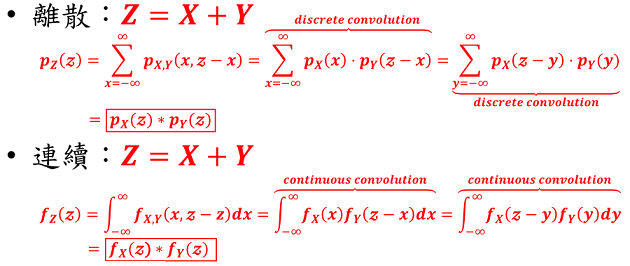 • 離散：Z = X + Y
discrete convolution
p_Z(z) = ∑_{x=-∞}^{∞} p_{X,Y}(x, z − x) = ∑_{x=-∞}^{∞} p_X(x) · p_Y(z − x) = ∑_{y=-∞}^{∞} p_X(z − y) · p_Y(y)
discrete convolution
= p_X(z) ∗ p_Y(z)
• 連續：Z = X + Y
continuous convolution continuous convolution
f_Z(z) = ∫_{-∞}^{∞} f_{X,Y}(x, z − z)dx = ∫_{-∞}^{∞} f_X(x)f_Y(z − x)dx = ∫_{-∞}^{∞} f_X(z − y)f_Y(y)dy
= f_X(z) ∗ f_Y(z)